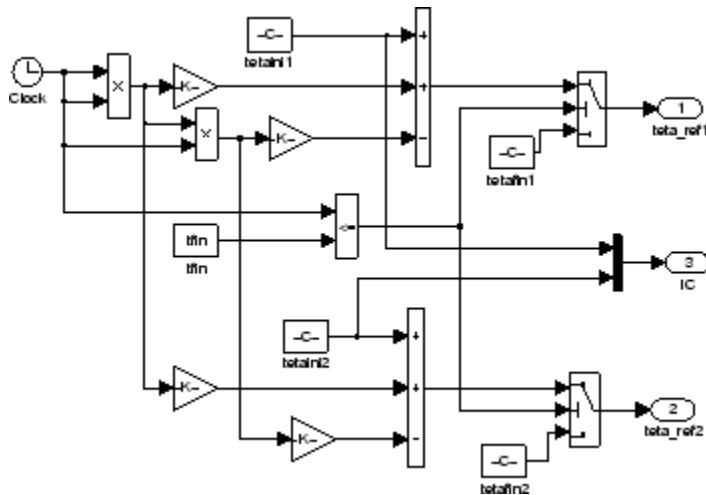 -C-
+
tetaini1
Clock
X
K-
+
1
teta_ref1
X
K-
-
-C-
tetafin1
<=
tfin
tfin
3
IC
-C-
+
tetaini2
K-
+
2
teta_ref2
K-
-
-C-
tetafin2